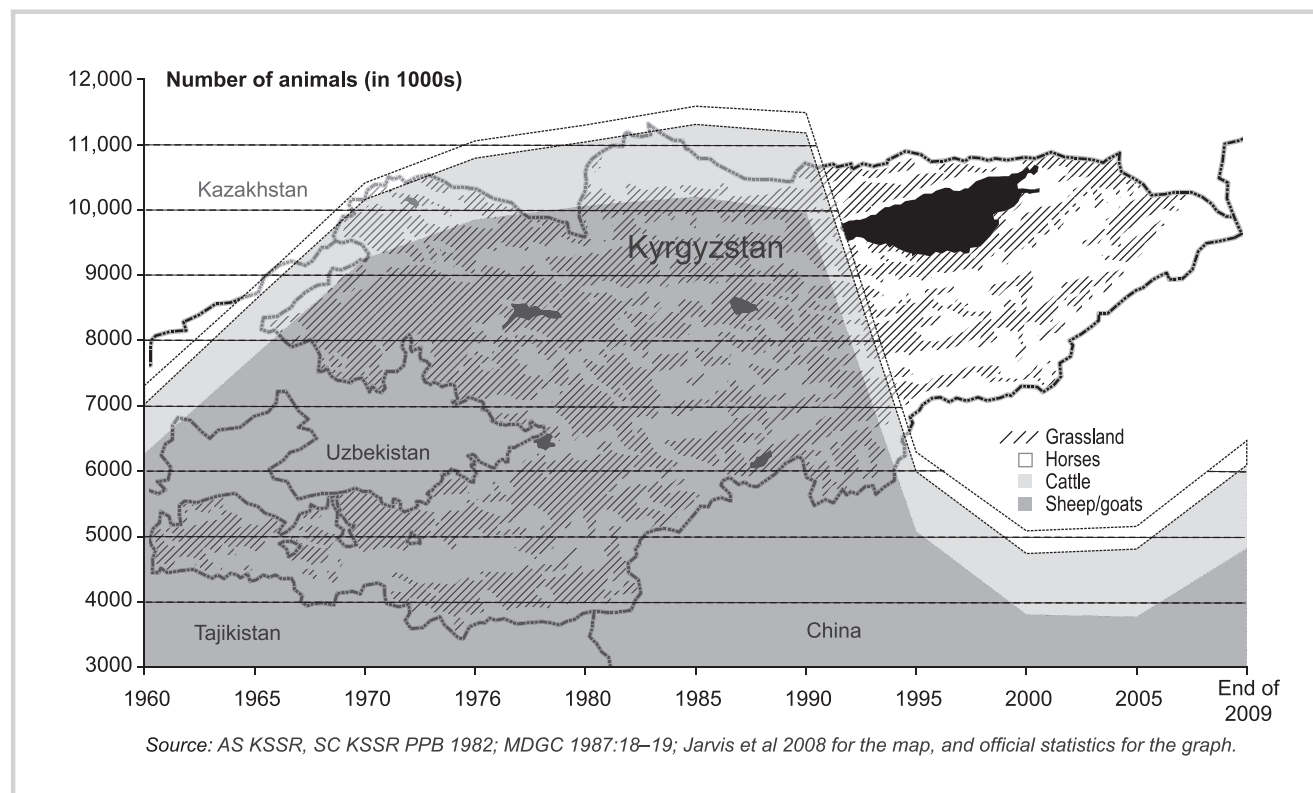 Number of animals (in 1000s)
12,000
11,000
10,000
9000
8000
7000
6000
5000
4000
3000
Kazakhstan
Kyrgyzstan
Uzbekistan
Tajikistan
China
Grassland
Horses
Cattle
Sheep/goats
1960 1965 1970 1976 1980 1985 1990 1995 2000 2005 End of
2009
Source: AS KSSR, SC KSSR PPB 1982; MDGC 1987:18–19; Jarvis et al 2008 for the map, and official statistics for the graph.